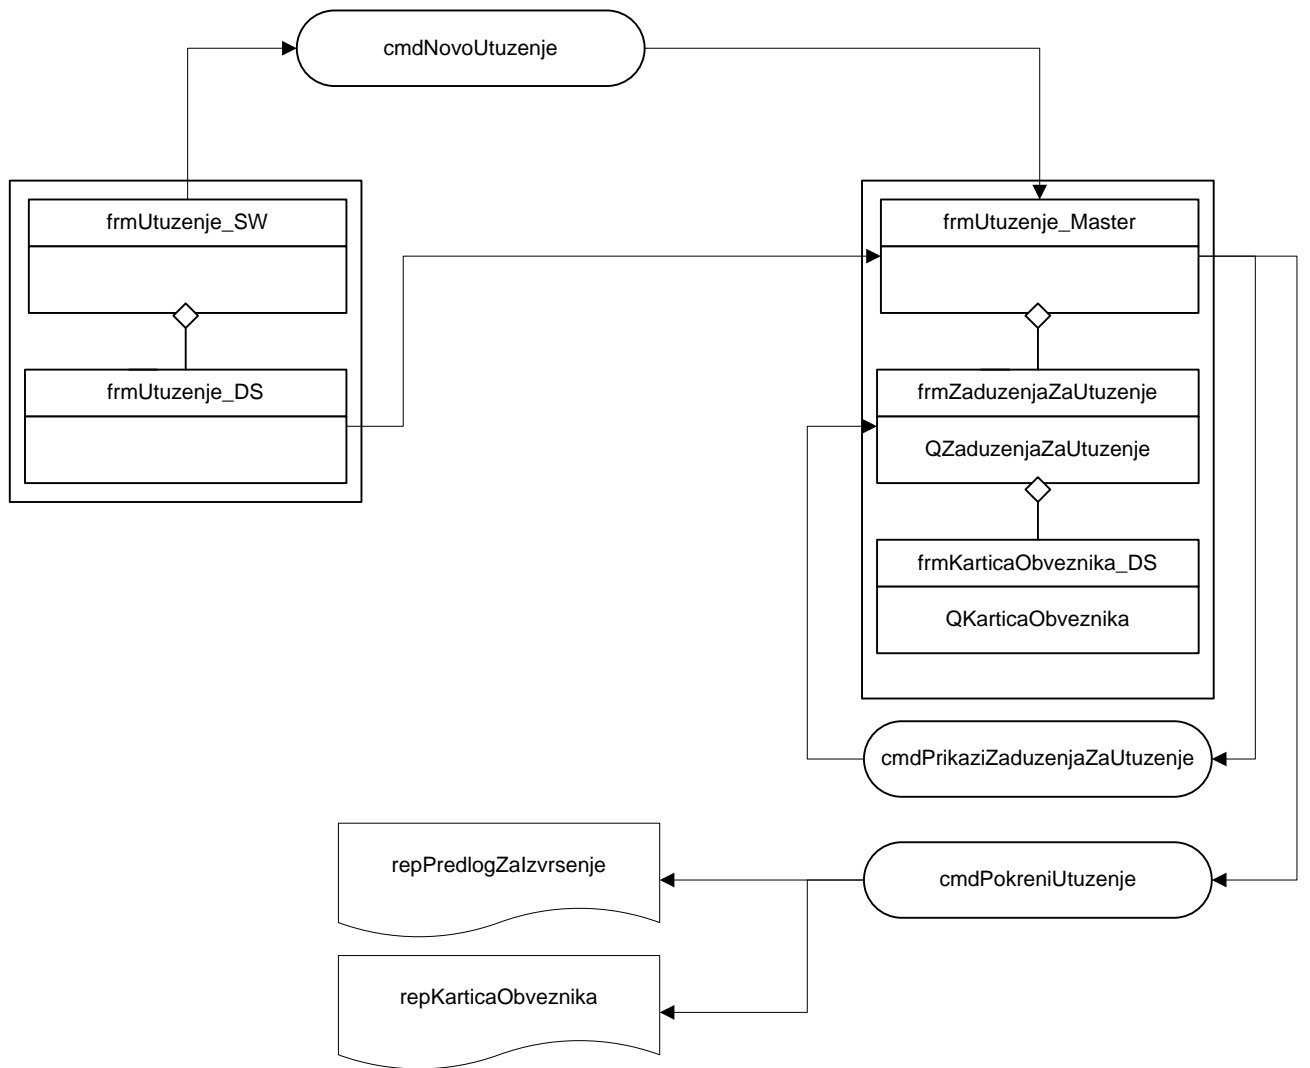 cmdNovoUtuzenje
frmUtuzenje_SW
frmUtuzenje_DS
frmUtuzenje_Master
frmZaduzenjaZaUtuzenje
QZaduzenjaZaUtuzenje
frmKarticaObveznika_DS
QKarticaObveznika
cmdPrikaziZaduzenjaZaUtuzenje
cmdPokreniUtuzenje
repPredlogZaIzvrsenje
repKarticaObveznika